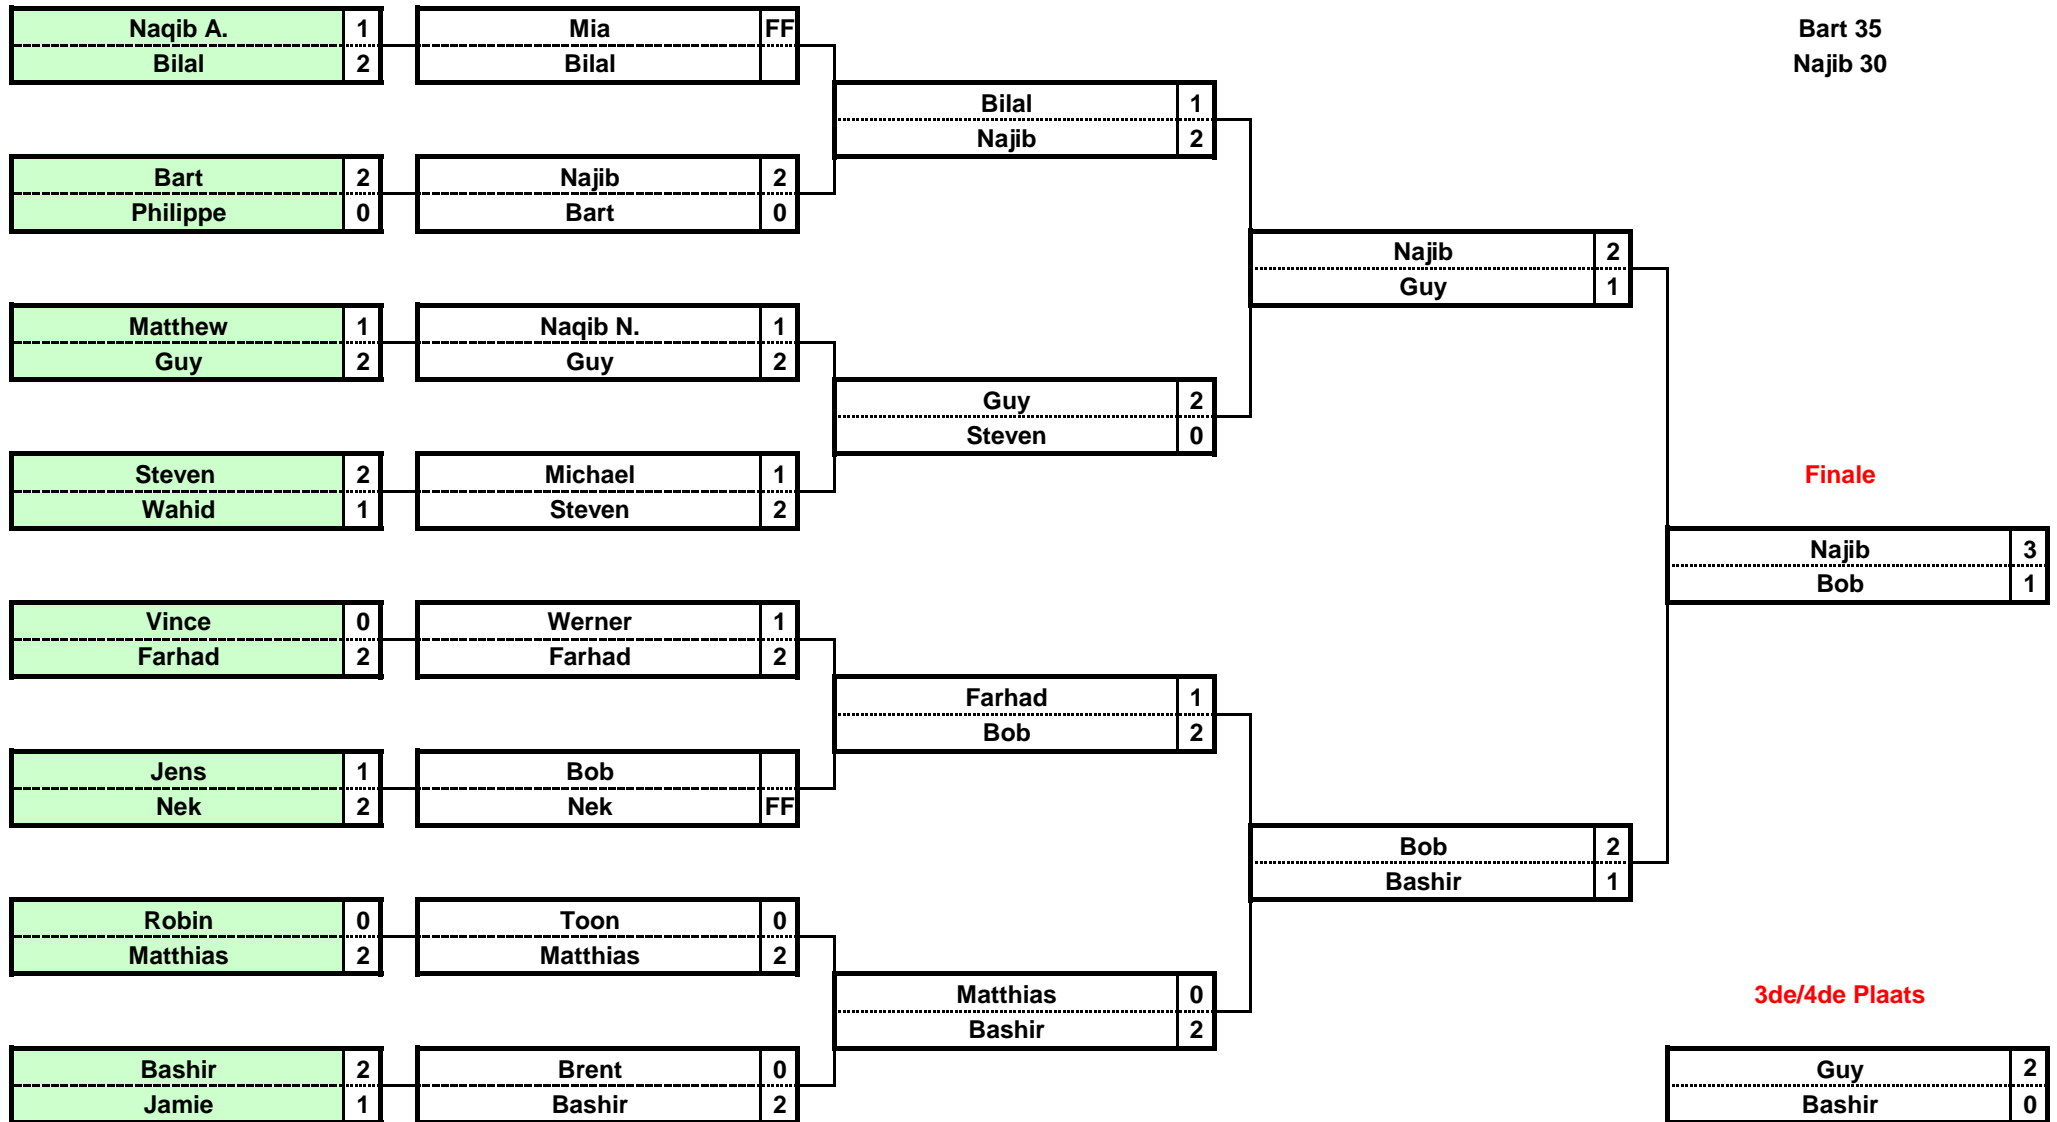 Naqib A. 1 Mia FF Bart 35
Bilal 2 Bilal Najib 30
Bilal 1
Najib 2
Bart 2 Najib 2
Philippe 0 Bart 0
Najib 2
Guy 1
Matthew 1 Naqib N. 1
Guy 2 Guy 2
Guy 2
Steven 0
Steven 2 Michael 1 Finale
Wahid 1 Steven 2
Najib 3
Bob 1
Vince 0 Werner 1
Farhad 2 Farhad 2
Farhad 1
Bob 2
Jens 1 Bob
Nek 2 Nek FF
Bob 2
Bashir 1
Robin 0 Toon 0
Matthias 2 Matthias 2
Matthias 0 3de/4de Plaats
Bashir 2
Bashir 2 Brent 0 Guy 2
Jamie 1 Bashir 2 Bashir 0